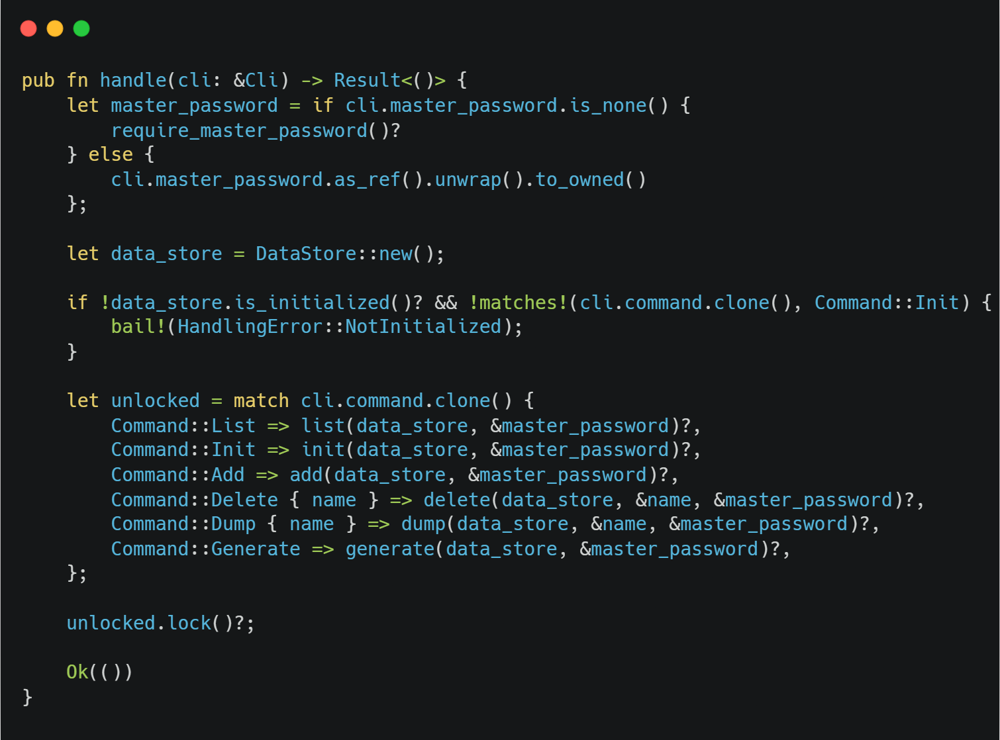 pub fn handle(cli: &Cli) -> Result<()> {
    let master_password = if cli.master_password.is_none() {
        require_master_password()?
    } else {
        cli.master_password.as_ref().unwrap().to_owned()
    };

    let data_store = DataStore::new();

    if !data_store.is_initialized()? && !matches!(cli.command.clone(), Command::Init) {
        bail!(HandlingError::NotInitialized);
    }

    let unlocked = match cli.command.clone() {
        Command::List => list(data_store, &master_password)?,
        Command::Init => init(data_store, &master_password)?,
        Command::Add => add(data_store, &master_password)?,
        Command::Delete { name } => delete(data_store, &name, &master_password)?,
        Command::Dump { name } => dump(data_store, &name, &master_password)?,
        Command::Generate => generate(data_store, &master_password)?,
    };

    unlocked.lock()?;

    Ok(())
}